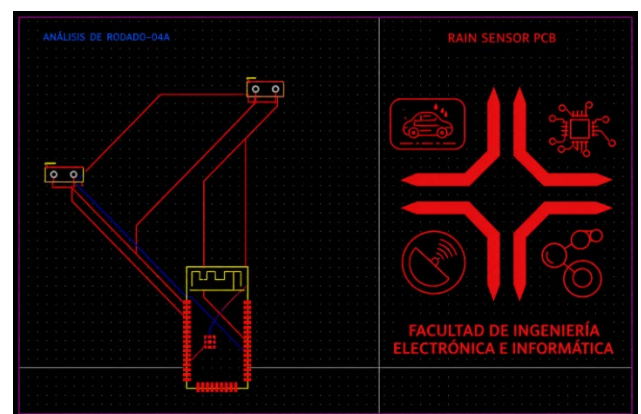 ANÁLISIS DE RODADO-04A
RAIN SENSOR PCB
FACULTAD DE INGENIERÍA
ELECTRÓNICA E INFORMÁTICA